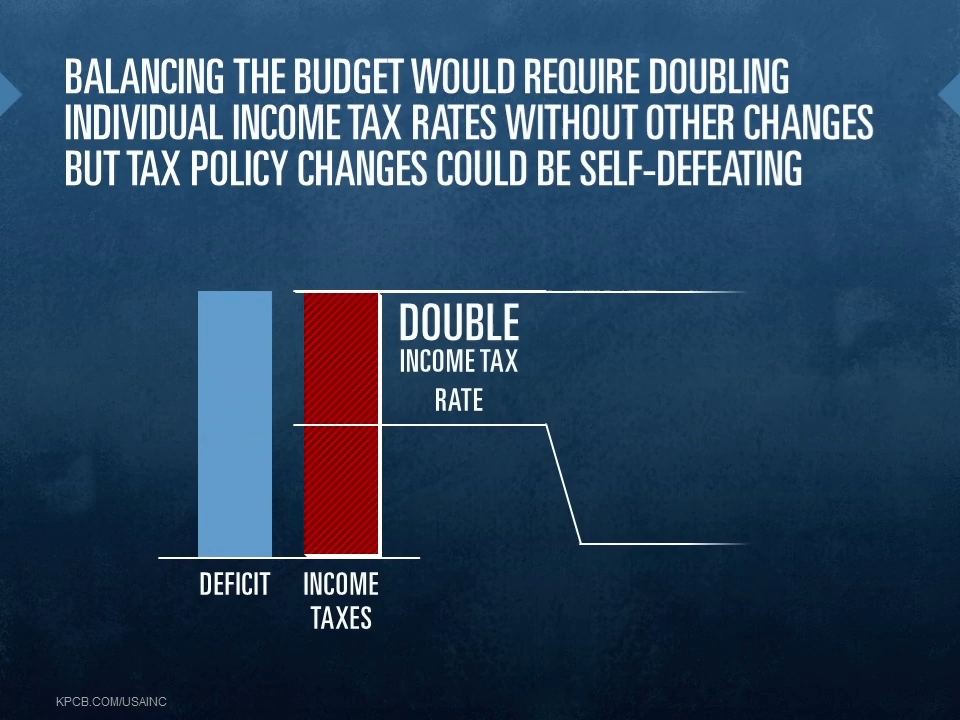 BALANCING THE BUDGET WOULD REQUIRE DOUBLING
INDIVIDUAL INCOME TAX RATES WITHOUT OTHER CHANGES
BUT TAX POLICY CHANGES COULD BE SELF-DEFEATING
DOUBLE
INCOME TAX
RATE
DEFICIT
INCOME
TAXES
KPCB.COM/USAINC